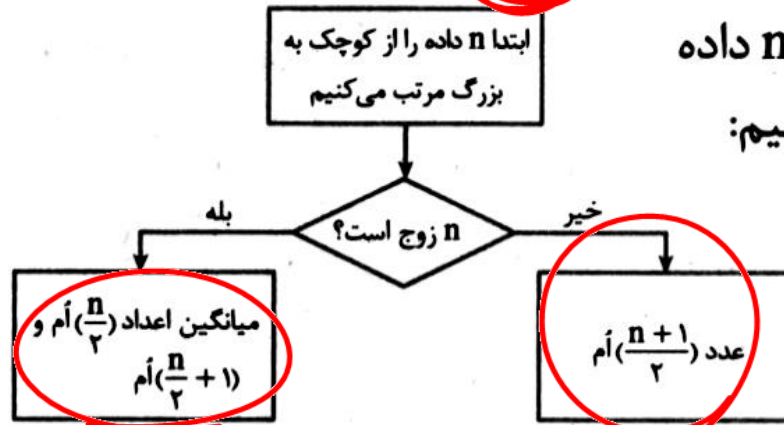 ابتدا n داده را از کوچک به
بزرگ مرتب می‌کنیم
n داده
یم:
n زوج است؟
بله
خیر
میانگین اعداد (n/۲)اُم و
(n/۲ + ۱)اُم
عدد (n + ۱/۲)اُم